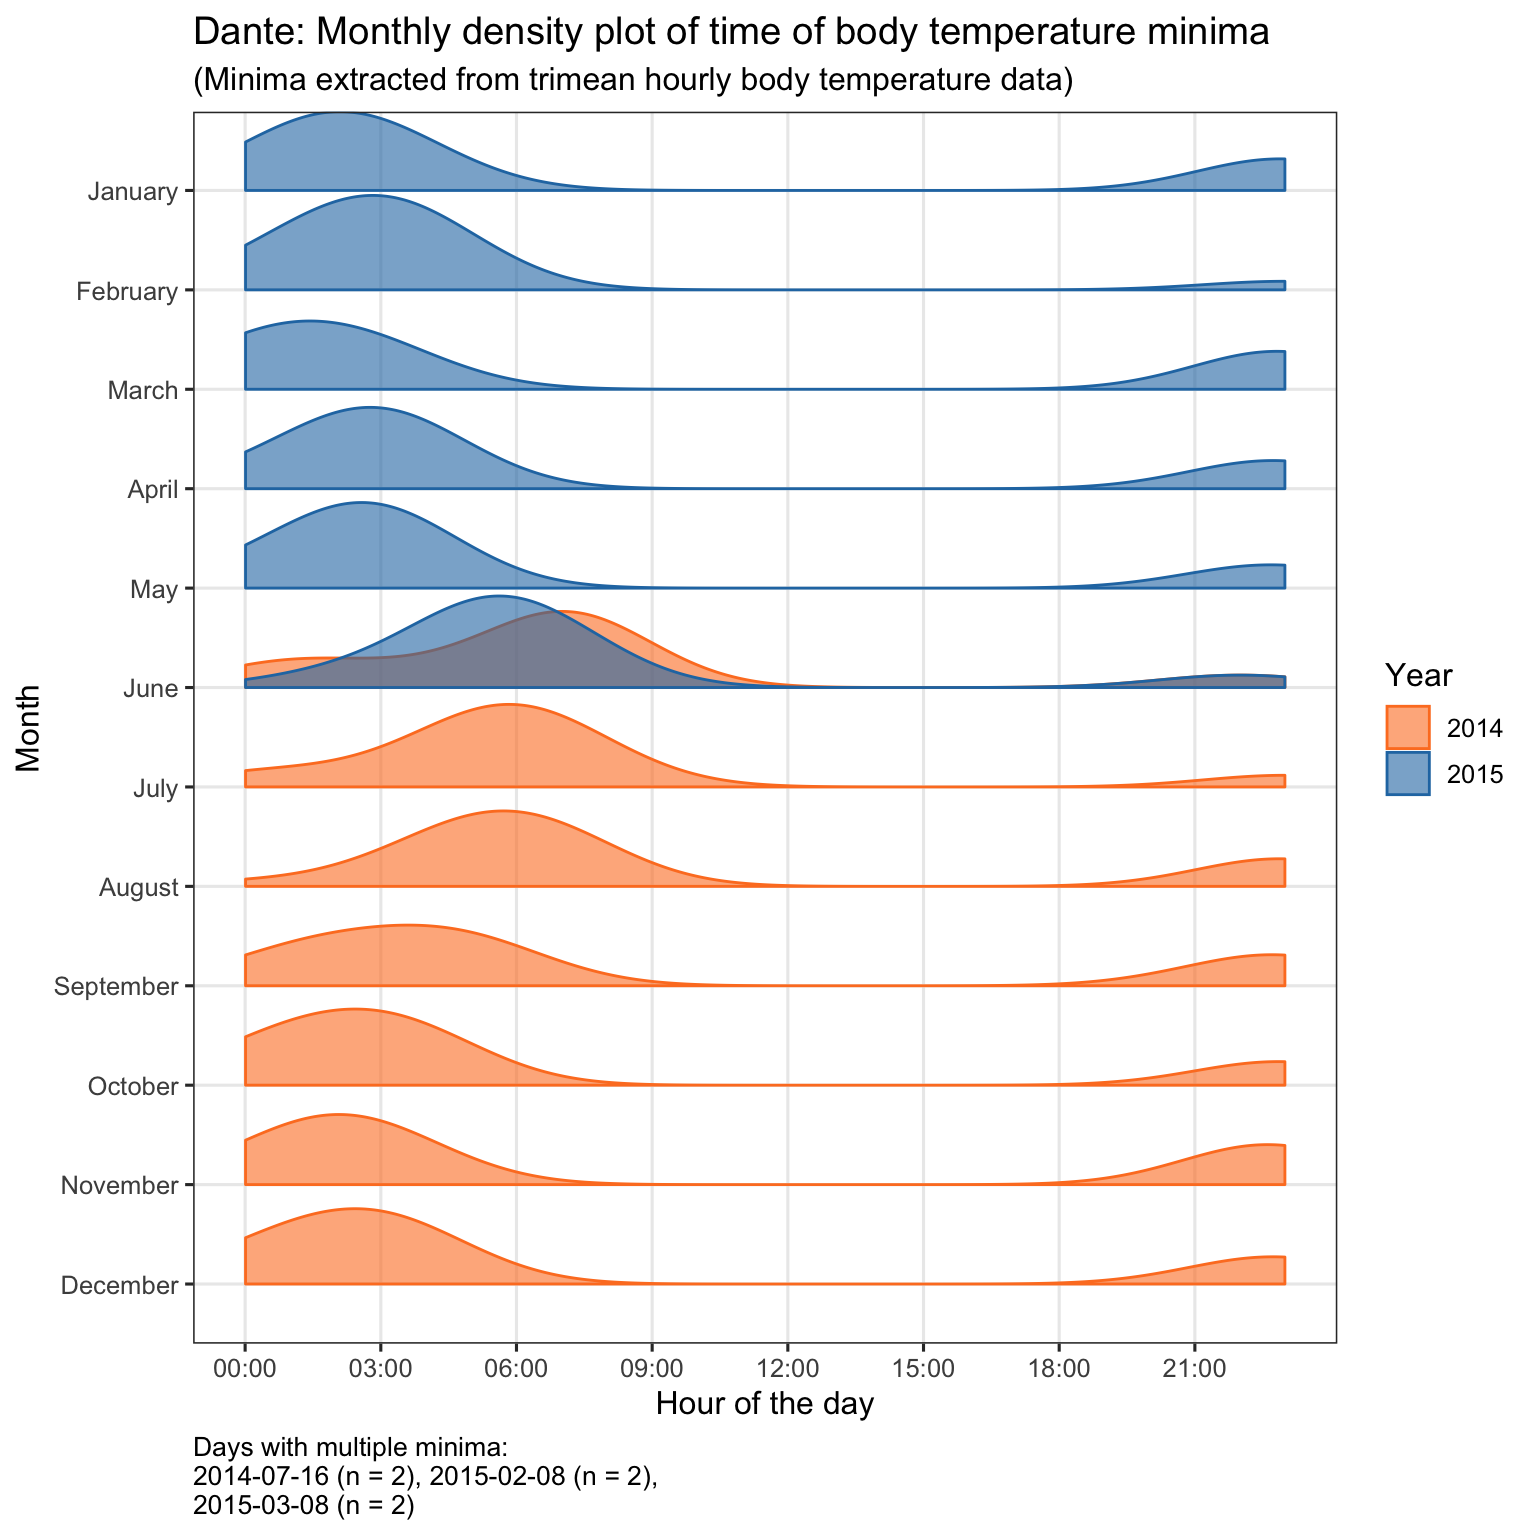 Dante: Monthly density plot of time of body temperature minima
(Minima extracted from trimean hourly body temperature data)
January
February
March
April
May
June
July
August
September
October
November
December
Month
00:00 03:00 06:00 09:00 12:00 15:00 18:00 21:00
Hour of the day
Year
2014
2015
Days with multiple minima:
2014-07-16 (n = 2), 2015-02-08 (n = 2),
2015-03-08 (n = 2)